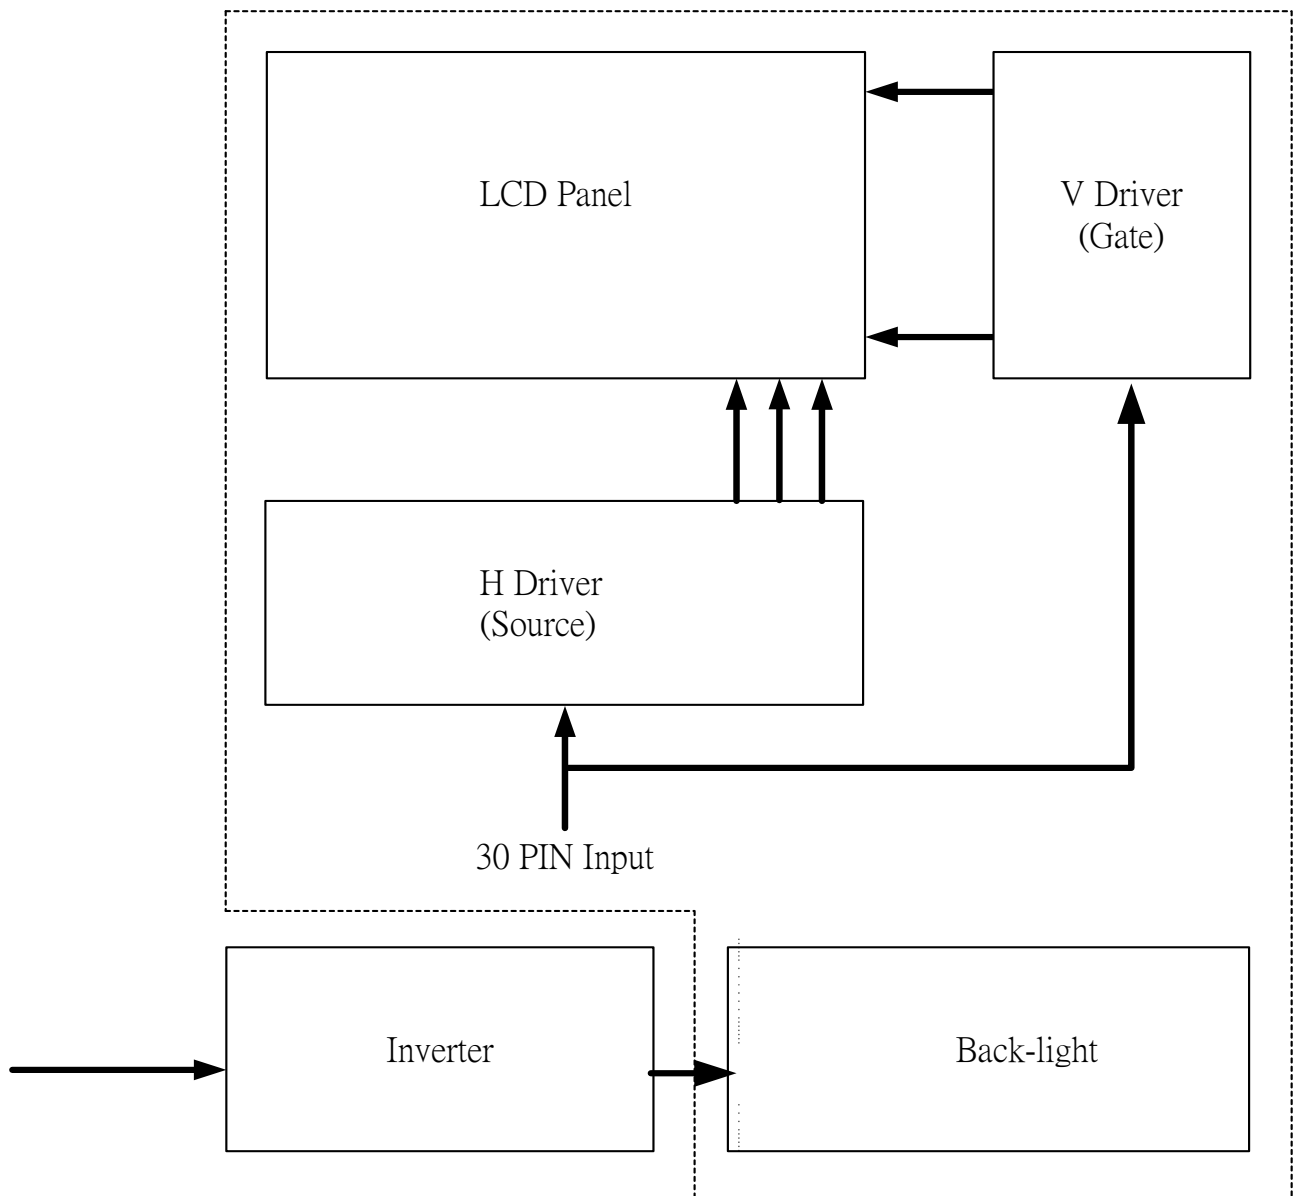 LCD Panel
V Driver
(Gate)
H Driver
(Source)
30 PIN Input
Inverter
Back-light